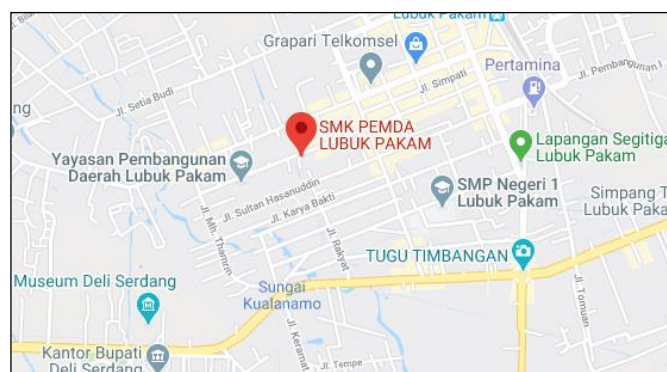 Lubuk Pakam
Grapari Telkomsel
Pertamina
Jl. Pembangunan I
Jl. Simpati
Jl. Setia Budi
ng
SMK PEMDA
LUBUK PAKAM
Lapangan Segitiga
Lubuk Pakam
Yayasan Pembangunan
Daerah Lubuk Pakam
SMP Negeri 1
Lubuk Pakam
Simpang T
Lubuk Paka
Jl. Sultan Hasanuddin
Jl. Karya Bakti
Jl. Mh. Thamrin
Jl. Rakyat
TUGU TIMBANGAN
Museum Deli Serdang
Sungai
Kualanamo
Jl. Tomuan
Jl. Keramat
Kantor Bupati
Deli Serdang
Jl. Tempe